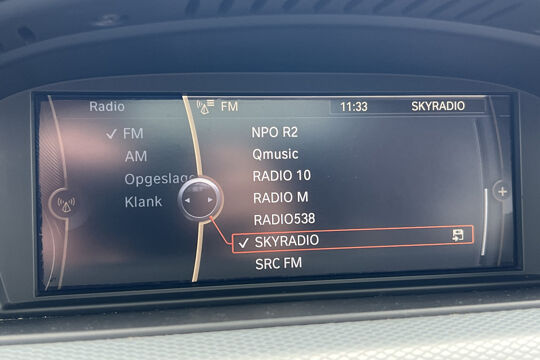 Radio
✓ FM
AM
Opgeslage
Klank
FM
11:33
SKYRADIO
NPO R2
Qmusic
RADIO 10
RADIO M
RADIO538
✓ SKYRADIO
SRC FM